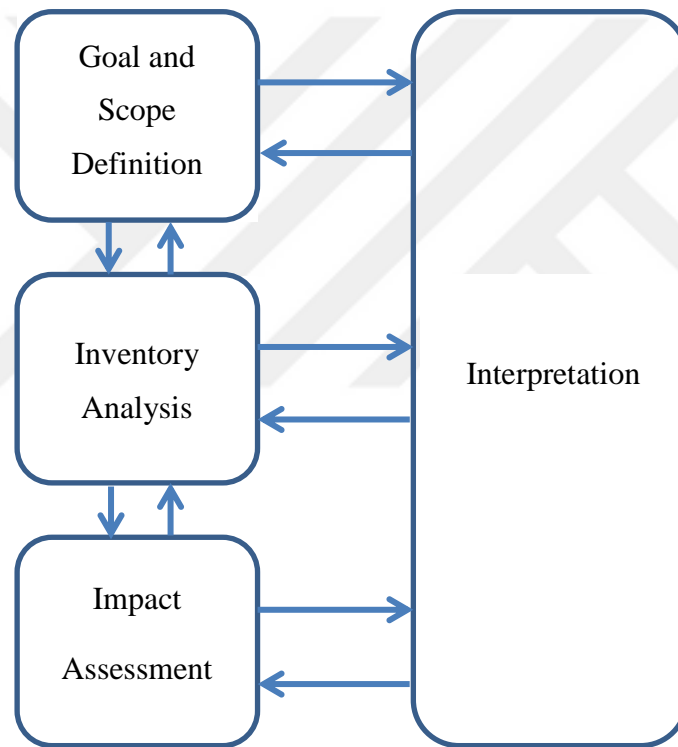 Goal and
Scope
Definition
Inventory
Analysis
Interpretation
Impact
Assessment